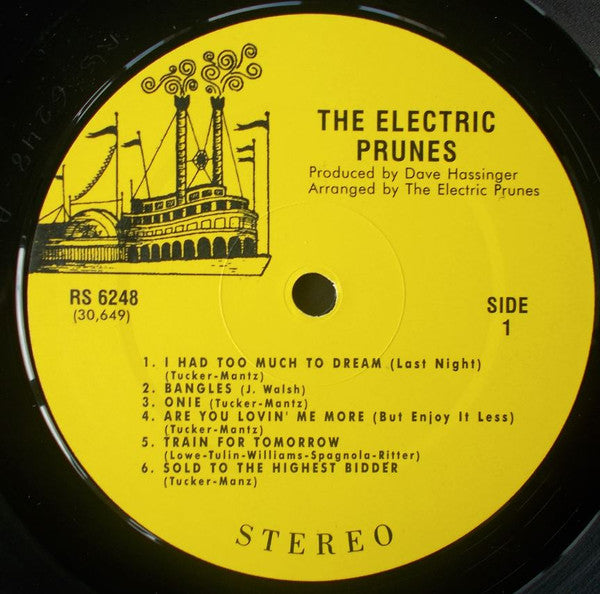 THE ELECTRIC
PRUNES
Produced by Dave Hassinger
Arranged by The Electric Prunes
RS 6248
(30,649)
SIDE
1
1. I HAD TOO MUCH TO DREAM (Last Night)
(Tucker-Mantz)
2. BANGLES (J. Walsh)
3. ONIE (Tucker-Mantz)
4. ARE YOU LOVIN' ME MORE (But Enjoy It Less)
(Tucker-Mantz)
5. TRAIN FOR TOMORROW
(Lowe-Tulin-Williams-Spagnola-Ritter)
6. SOLD TO THE HIGHEST BIDDER
(Tucker-Manz)
STEREO